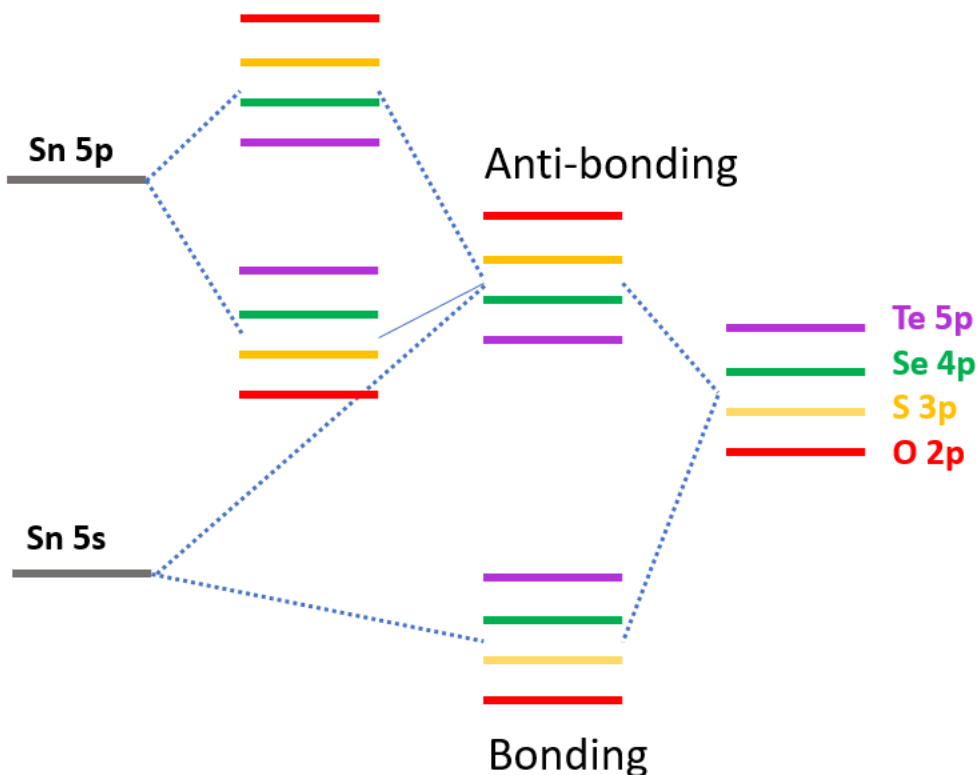 Sn 5p
Anti-bonding
Te 5p
Se 4p
S 3p
O 2p
Sn 5s
Bonding